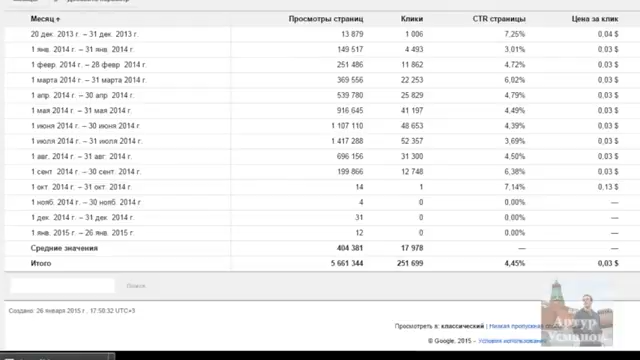 Месяц Просмотры страниц Клики CTR страницы Цена за клик
20 дек. 2013 г. – 31 дек. 2013 г. 13 879 1 006 7,25% 0,04 $
1 янв. 2014 г. – 31 янв. 2014 г. 149 517 4 493 3,01% 0,03 $
1 февр. 2014 г. – 28 февр. 2014 г. 251 486 11 862 4,72% 0,03 $
1 марта 2014 г. – 31 марта 2014 г. 369 556 22 253 6,02% 0,03 $
1 апр. 2014 г. – 30 апр. 2014 г. 539 780 25 829 4,79% 0,03 $
1 мая 2014 г. – 31 мая 2014 г. 916 645 41 197 4,49% 0,03 $
1 июня 2014 г. – 30 июня 2014 г. 1 107 110 48 653 4,39% 0,03 $
1 июля 2014 г. – 31 июля 2014 г. 1 417 288 52 357 3,69% 0,03 $
1 авг. 2014 г. – 31 авг. 2014 г. 696 156 31 300 4,50% 0,03 $
1 сент. 2014 г. – 30 сент. 2014 г. 199 866 12 748 6,38% 0,03 $
1 окт. 2014 г. – 31 окт. 2014 г. 14 1 7,14% 0,13 $
1 нояб. 2014 г. – 30 нояб. 2014 г. 4 0 0,00% —
1 дек. 2014 г. – 31 дек. 2014 г. 31 0 0,00% —
1 янв. 2015 г. – 26 янв. 2015 г. 12 0 0,00% —
Средние значения 404 381 17 978 — —
Итого 5 661 344 251 699 4,45% 0,03 $
Поиск
Создано: 26 января 2015 г., 17:58:32 UTC+3
Просмотреть в: классический | Низкая пропускная
© Google, 2015 – Условия использования
Артур
Усманов